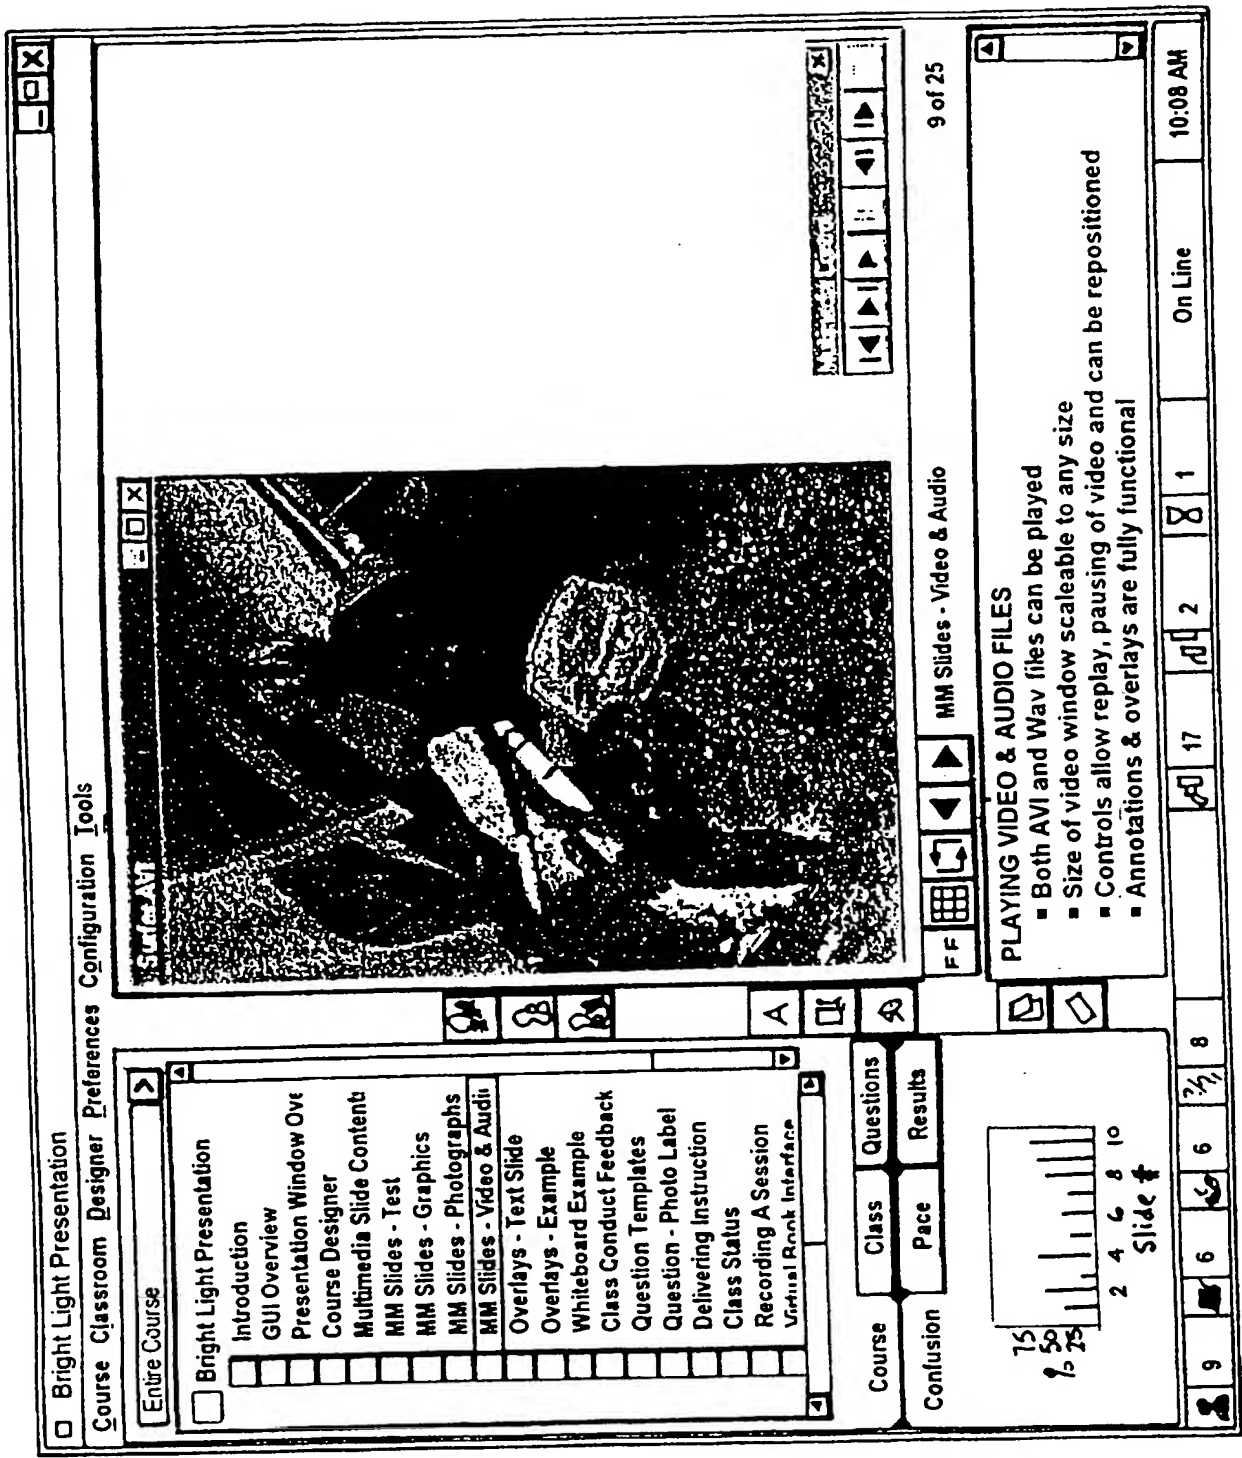 Bright Light Presentation
Course Classroom Designer Preferences Configuration Tools
Entire Course
Bright Light Presentation
Introduction
GUI Overview
Presentation Window Ove
Course Designer
Multimedia Slide Content
MM Slides - Test
MM Slides - Graphics
MM Slides - Photographs
MM Slides - Video & Audi
Overlays - Text Slide
Overlays - Example
Whiteboard Example
Class Conduct Feedback
Question Templates
Question - Photo Label
Delivering Instruction
Class Status
Recording A Session
Virtual Rook Interface
Course Class Questions
Confusion Pace Results
75
% 50
25
2 4 6 8 10
Slide #
A
FF
MM Slides - Video & Audio
9 of 25
PLAYING VIDEO & AUDIO FILES
▪ Both AVI and Wav files can be played
▪ Size of video window scaleable to any size
▪ Controls allow replay, pausing of video and can be repositioned
▪ Annotations & overlays are fully functional
9 6 6 8 17 2 1 On Line 10:08 AM